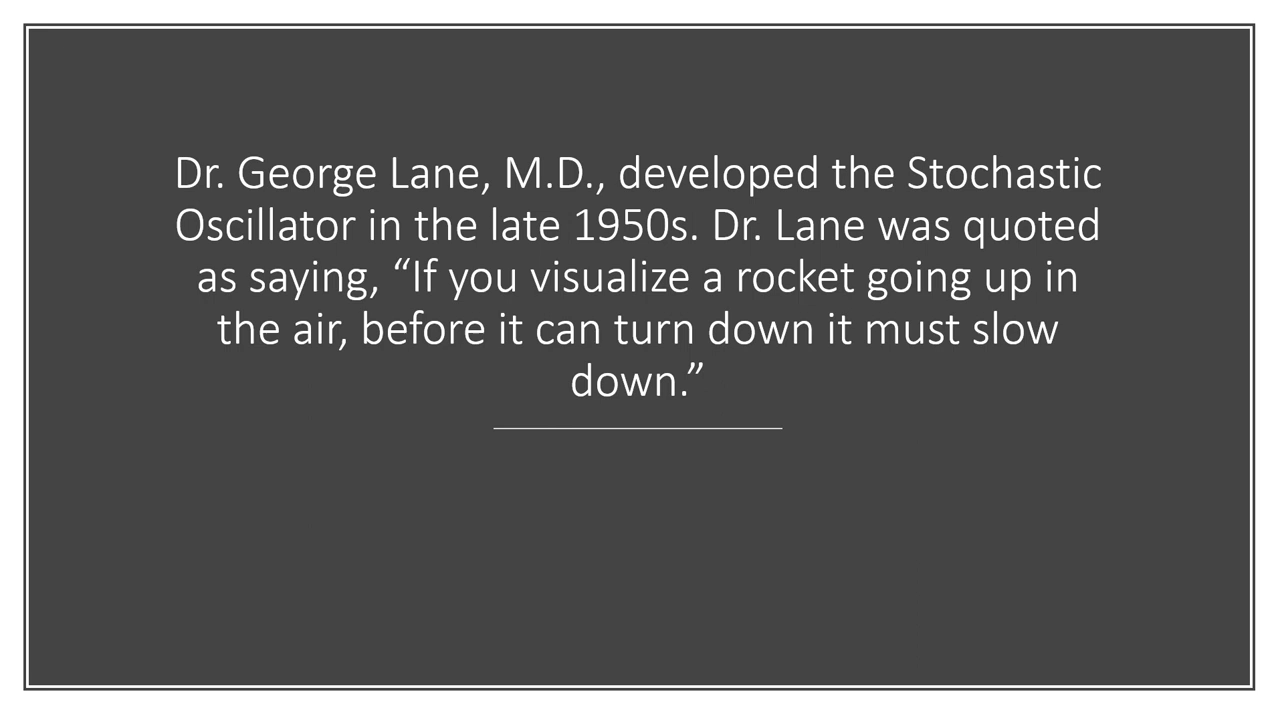 Dr. George Lane, M.D., developed the Stochastic
Oscillator in the late 1950s. Dr. Lane was quoted
as saying, “If you visualize a rocket going up in
the air, before it can turn down it must slow
down.”